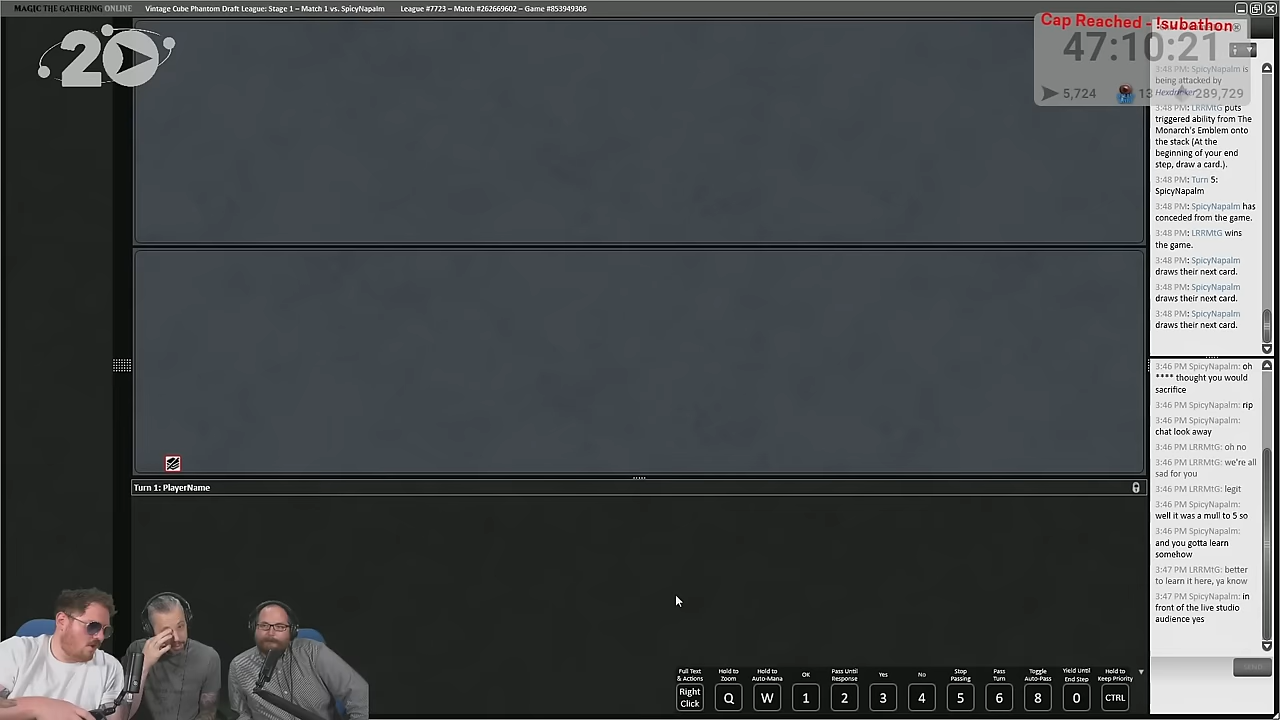 MAGIC THE GATHERING ONLINE
Vintage Cube Phantom Draft League: Stage 1 – Match 1 vs. SpicyNapalm
League #7723 – Match #262669602 – Game #853949306
20
Cap Reached - !subathon
47:10:21
5,724
13
289,729
3:48 PM: SpicyNapalm is
being attacked by
Hexdrinker
3:48 PM: LRRMtG puts
triggered ability from The
Monarch's Emblem onto
the stack (At the
beginning of your end
step, draw a card.).
3:48 PM: Turn 5:
SpicyNapalm
3:48 PM: SpicyNapalm has
conceded from the game.
3:48 PM: LRRMtG wins
the game.
3:48 PM: SpicyNapalm
draws their next card.
3:48 PM: SpicyNapalm
draws their next card.
3:48 PM: SpicyNapalm
draws their next card.
3:46 PM SpicyNapalm: oh
**** thought you would
sacrifice
3:46 PM SpicyNapalm: rip
3:46 PM SpicyNapalm:
chat look away
3:46 PM LRRMtG: oh no
3:46 PM LRRMtG: we're all
sad for you
3:46 PM LRRMtG: legit
3:46 PM SpicyNapalm:
well it was a mull to 5 so
3:46 PM SpicyNapalm:
and you gotta learn
somehow
3:47 PM LRRMtG: better
to learn it here, ya know
3:47 PM SpicyNapalm: in
front of the live studio
audience yes
SEND
Turn 1: PlayerName
Full Text & Actions
Right Click
Hold to Zoom
Q
Hold to Auto-Mana
W
OK
1
Pass Until Response
2
Yes
3
No
4
Stop Passing
5
Pass Turn
6
Toggle Auto-Pass
8
Yield Until End Step
0
Hold to Keep Priority
CTRL